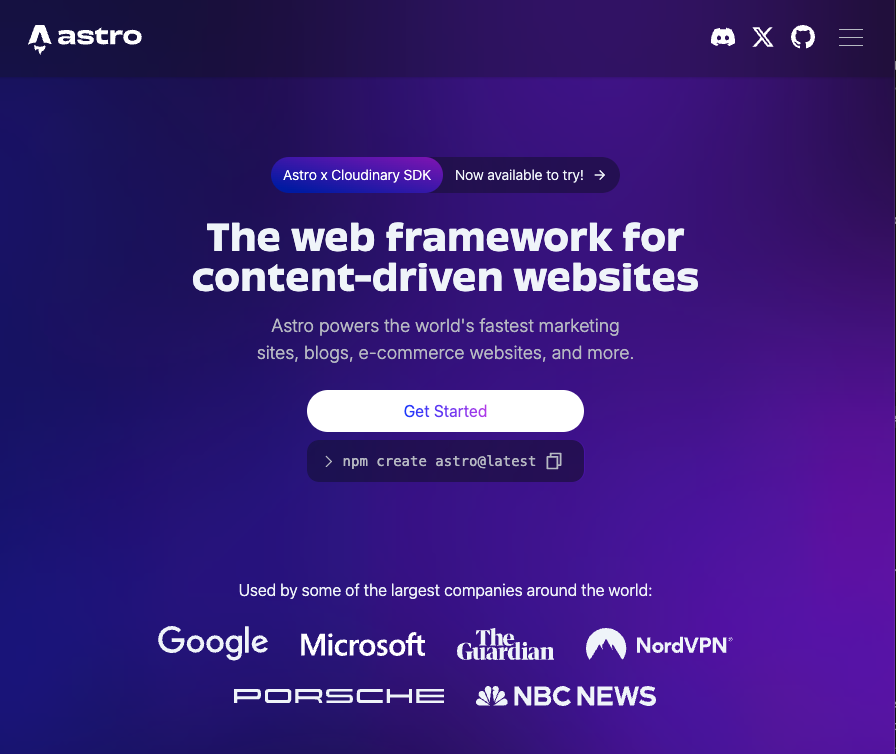 astro
Astro x Cloudinary SDK Now available to try! →
The web framework for
content-driven websites
Astro powers the world's fastest marketing
sites, blogs, e-commerce websites, and more.
Get Started
> npm create astro@latest
Used by some of the largest companies around the world:
Google Microsoft The Guardian NordVPN®
PORSCHE NBC NEWS